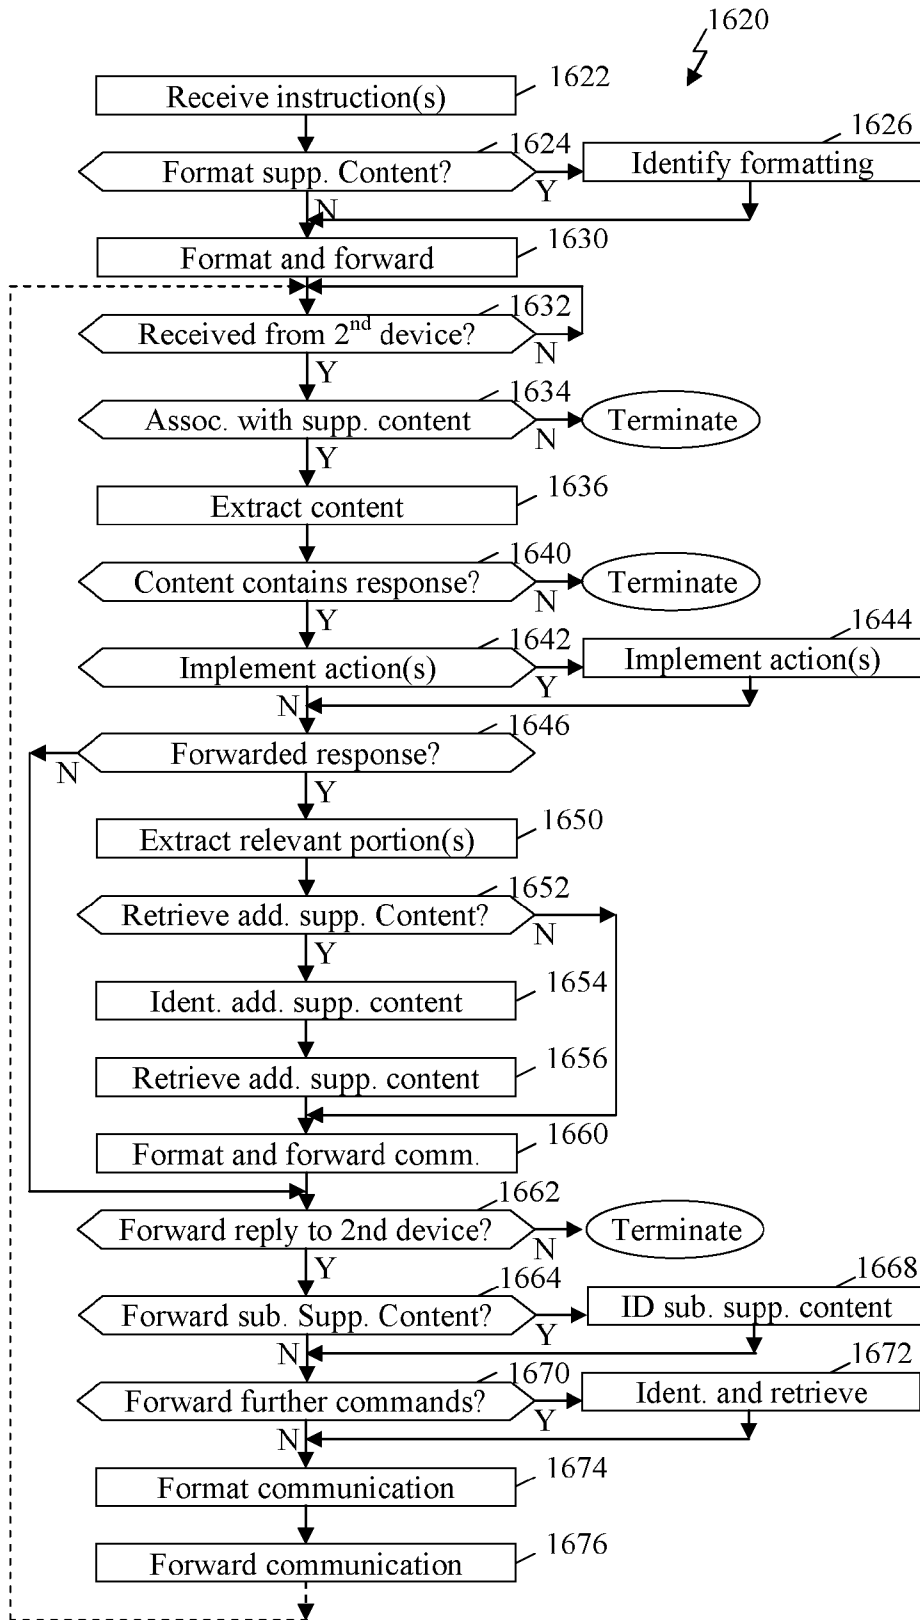 1620
1622
Receive instruction(s)
1624
1626
Format supp. Content?
Y
Identify formatting
N
1630
Format and forward
1632
Received from 2nd device?
N
Y
1634
Assoc. with supp. content
N
Terminate
Y
1636
Extract content
1640
Content contains response?
N
Terminate
Y
1642
1644
Implement action(s)
Y
Implement action(s)
N
1646
Forwarded response?
N
Y
1650
Extract relevant portion(s)
1652
Retrieve add. supp. Content?
N
Y
1654
Ident. add. supp. content
1656
Retrieve add. supp. content
1660
Format and forward comm.
1662
Forward reply to 2nd device?
N
Terminate
Y
1664
1668
Forward sub. Supp. Content?
Y
ID sub. supp. content
N
1670
1672
Forward further commands?
Y
Ident. and retrieve
N
1674
Format communication
1676
Forward communication